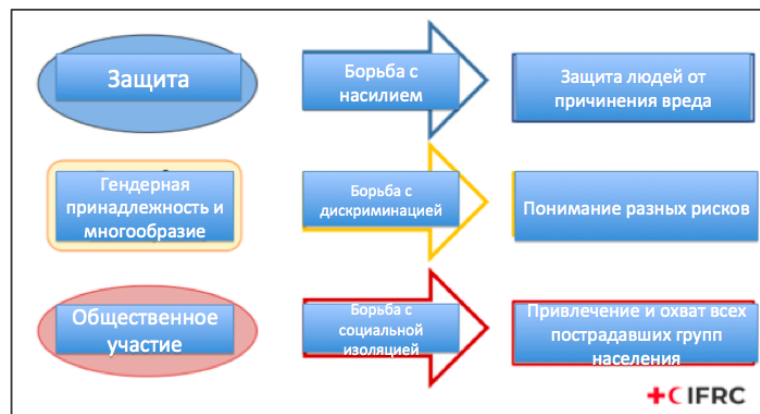 Защита
Борьба с
насилием
Защита людей от
причинения вреда
Гендерная
принадлежность и
многообразие
Борьба с
дискриминацией
Понимание разных рисков
Общественное
участие
Борьба с
социальной
изоляцией
Привлечение и охват всех
пострадавших групп
населения
IFRC